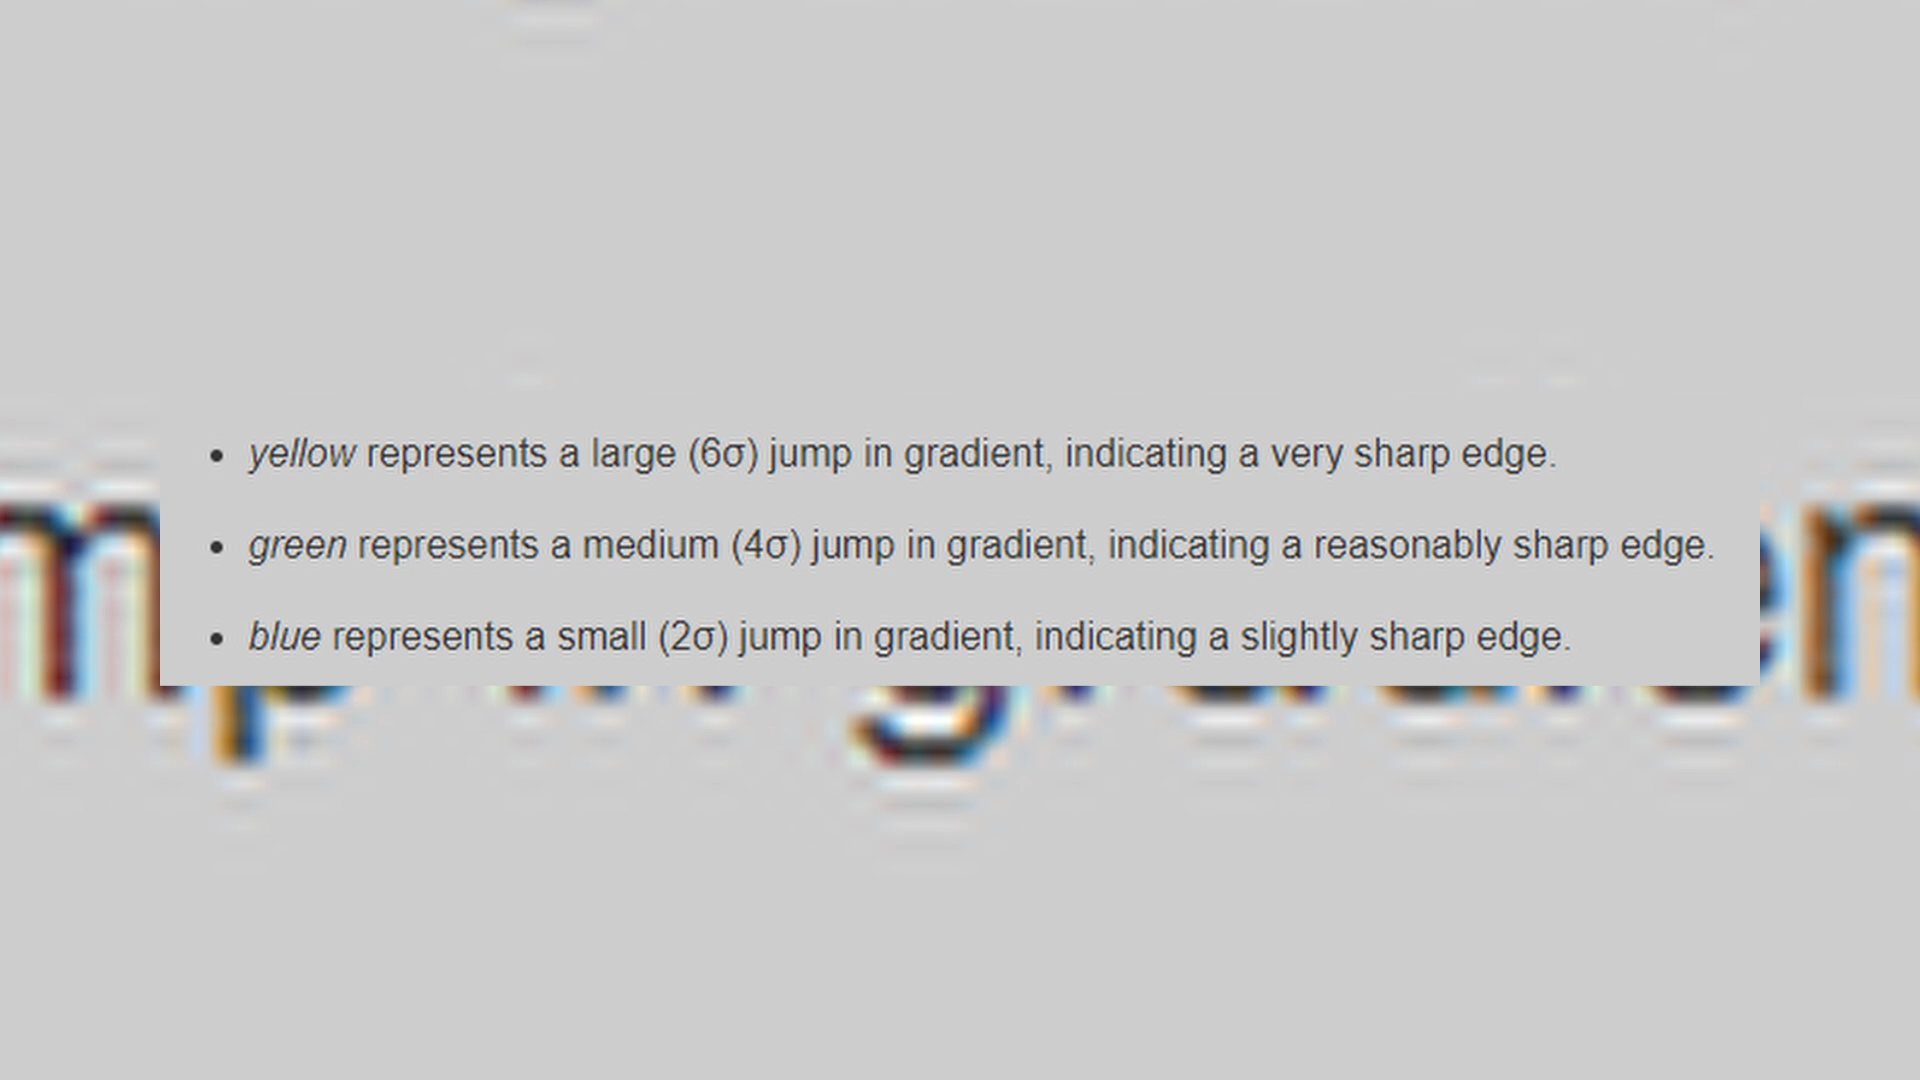 • yellow represents a large (6σ) jump in gradient, indicating a very sharp edge.
• green represents a medium (4σ) jump in gradient, indicating a reasonably sharp edge.
• blue represents a small (2σ) jump in gradient, indicating a slightly sharp edge.